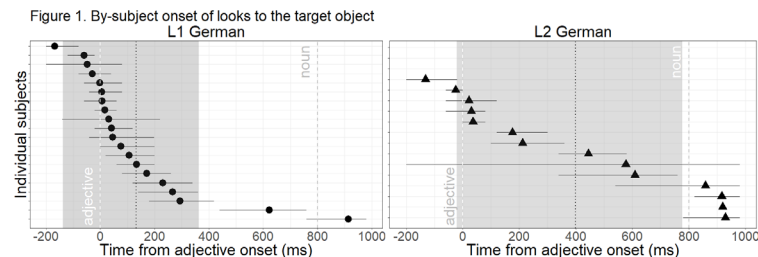 Figure 1. By-subject onset of looks to the target object
L1 German
L2 German
Individual subjects
adjective
noun
adjective
noun
-200 0 200 400 600 800 1000
-200 0 200 400 600 800 1000
Time from adjective onset (ms)
Time from adjective onset (ms)